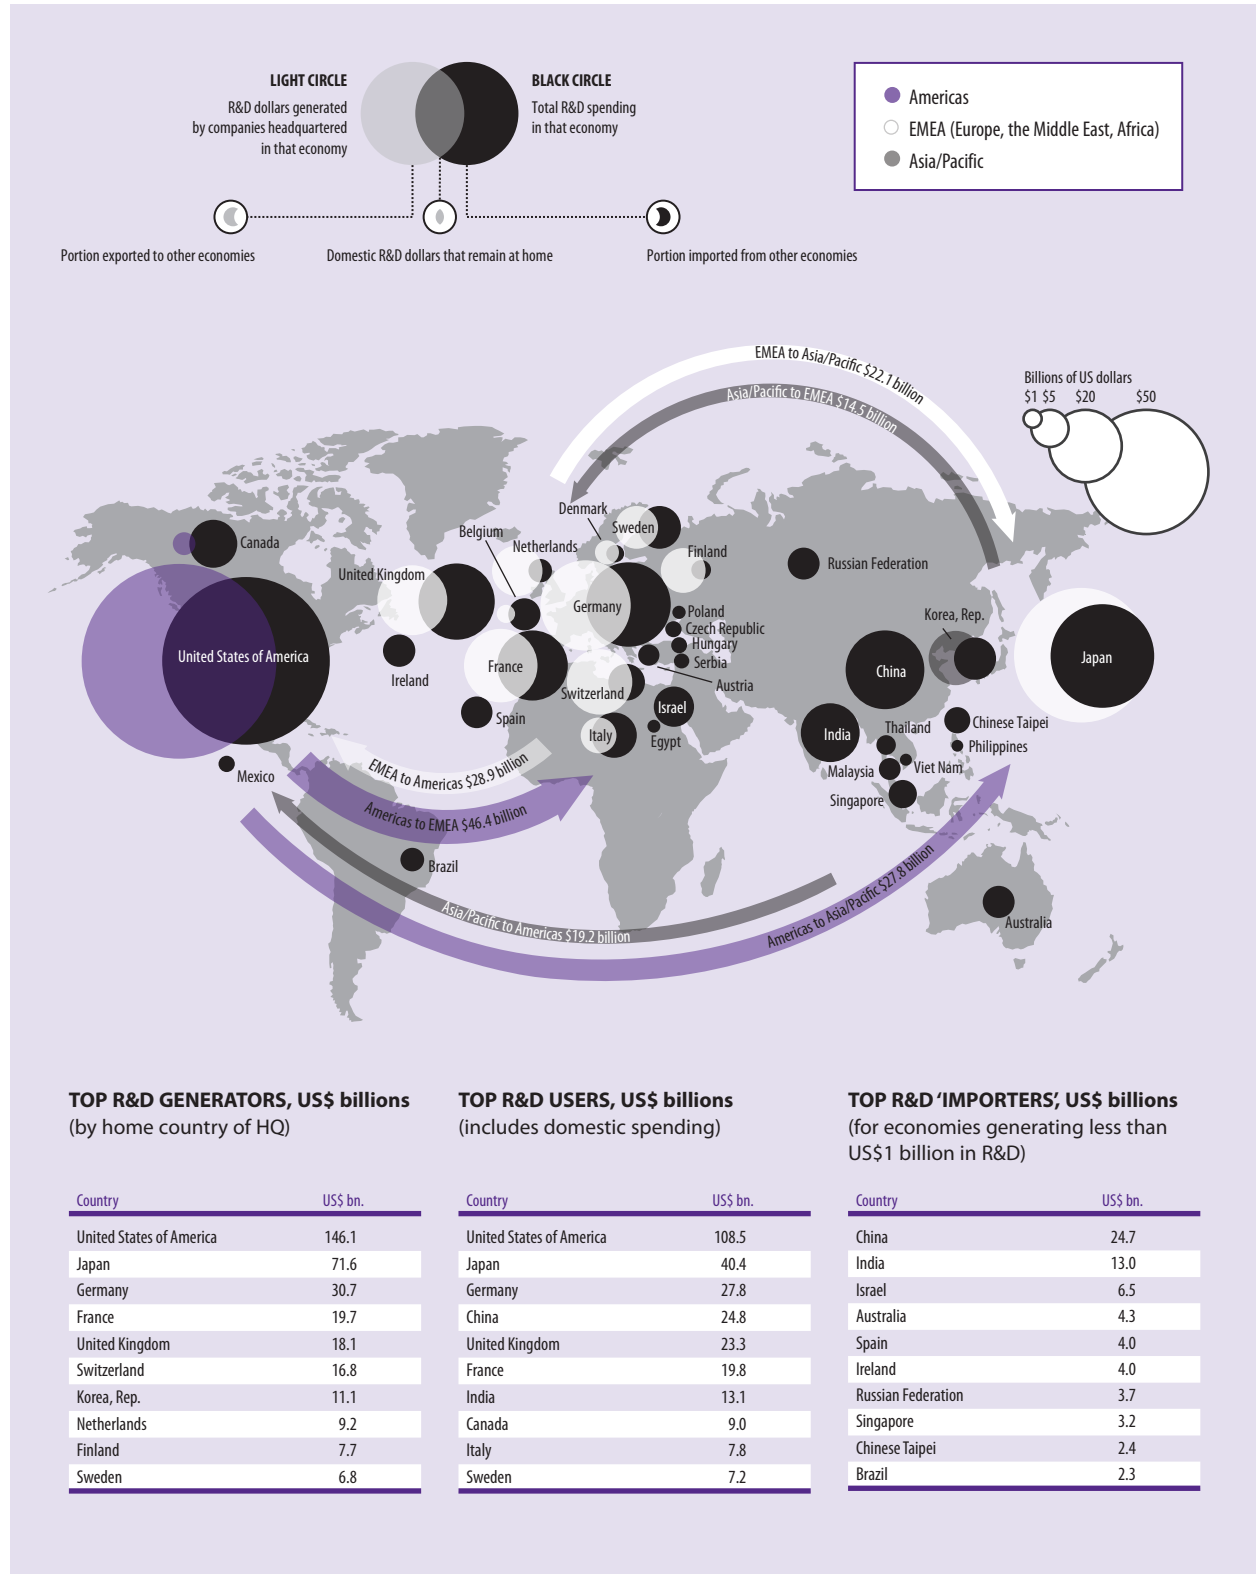 LIGHT CIRCLE
R&D dollars generated
by companies headquartered
in that economy
BLACK CIRCLE
Total R&D spending
in that economy
Americas
EMEA (Europe, the Middle East, Africa)
Asia/Pacific
Portion exported to other economies
Domestic R&D dollars that remain at home
Portion imported from other economies
EMEA to Asia/Pacific $22.1 billion
Asia/Pacific to EMEA $14.5 billion
Billions of US dollars
$1 $5 $20 $50
Denmark
Sweden
Belgium
Netherlands
Finland
Canada
United Kingdom
Russian Federation
Germany
Poland
Korea, Rep.
Czech Republic
Hungary
United States of America
France
Serbia
China
Japan
Ireland
Switzerland
Austria
Spain
Israel
Italy
Egypt
India
Thailand
Chinese Taipei
Philippines
Mexico
Malaysia
Viet Nam
Singapore
EMEA to Americas $28.9 billion
Americas to EMEA $46.4 billion
Brazil
Asia/Pacific to Americas $19.2 billion
Americas to Asia/Pacific $27.8 billion
Australia
TOP R&D GENERATORS, US$ billions
(by home country of HQ)
Country US$ bn.
United States of America 146.1
Japan 71.6
Germany 30.7
France 19.7
United Kingdom 18.1
Switzerland 16.8
Korea, Rep. 11.1
Netherlands 9.2
Finland 7.7
Sweden 6.8
TOP R&D USERS, US$ billions
(includes domestic spending)
Country US$ bn.
United States of America 108.5
Japan 40.4
Germany 27.8
China 24.8
United Kingdom 23.3
France 19.8
India 13.1
Canada 9.0
Italy 7.8
Sweden 7.2
TOP R&D 'IMPORTERS', US$ billions
(for economies generating less than
US$1 billion in R&D)
Country US$ bn.
China 24.7
India 13.0
Israel 6.5
Australia 4.3
Spain 4.0
Ireland 4.0
Russian Federation 3.7
Singapore 3.2
Chinese Taipei 2.4
Brazil 2.3